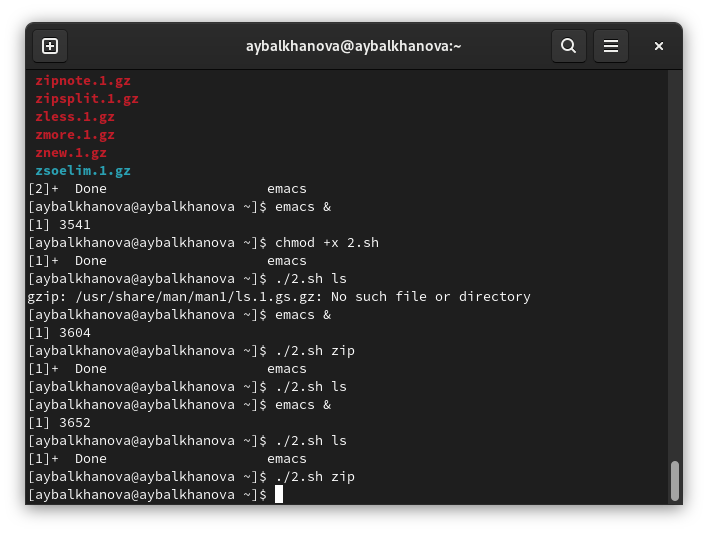 aybalkhanova@aybalkhanova:~
zipnote.1.gz
zipsplit.1.gz
zless.1.gz
zmore.1.gz
znew.1.gz
zsoelim.1.gz
[2]+  Done                    emacs
[aybalkhanova@aybalkhanova ~]$ emacs &
[1] 3541
[aybalkhanova@aybalkhanova ~]$ chmod +x 2.sh
[1]+  Done                    emacs
[aybalkhanova@aybalkhanova ~]$ ./2.sh ls
gzip: /usr/share/man/man1/ls.1.gs.gz: No such file or directory
[aybalkhanova@aybalkhanova ~]$ emacs &
[1] 3604
[aybalkhanova@aybalkhanova ~]$ ./2.sh zip
[1]+  Done                    emacs
[aybalkhanova@aybalkhanova ~]$ ./2.sh ls
[aybalkhanova@aybalkhanova ~]$ emacs &
[1] 3652
[aybalkhanova@aybalkhanova ~]$ ./2.sh ls
[1]+  Done                    emacs
[aybalkhanova@aybalkhanova ~]$ ./2.sh zip
[aybalkhanova@aybalkhanova ~]$